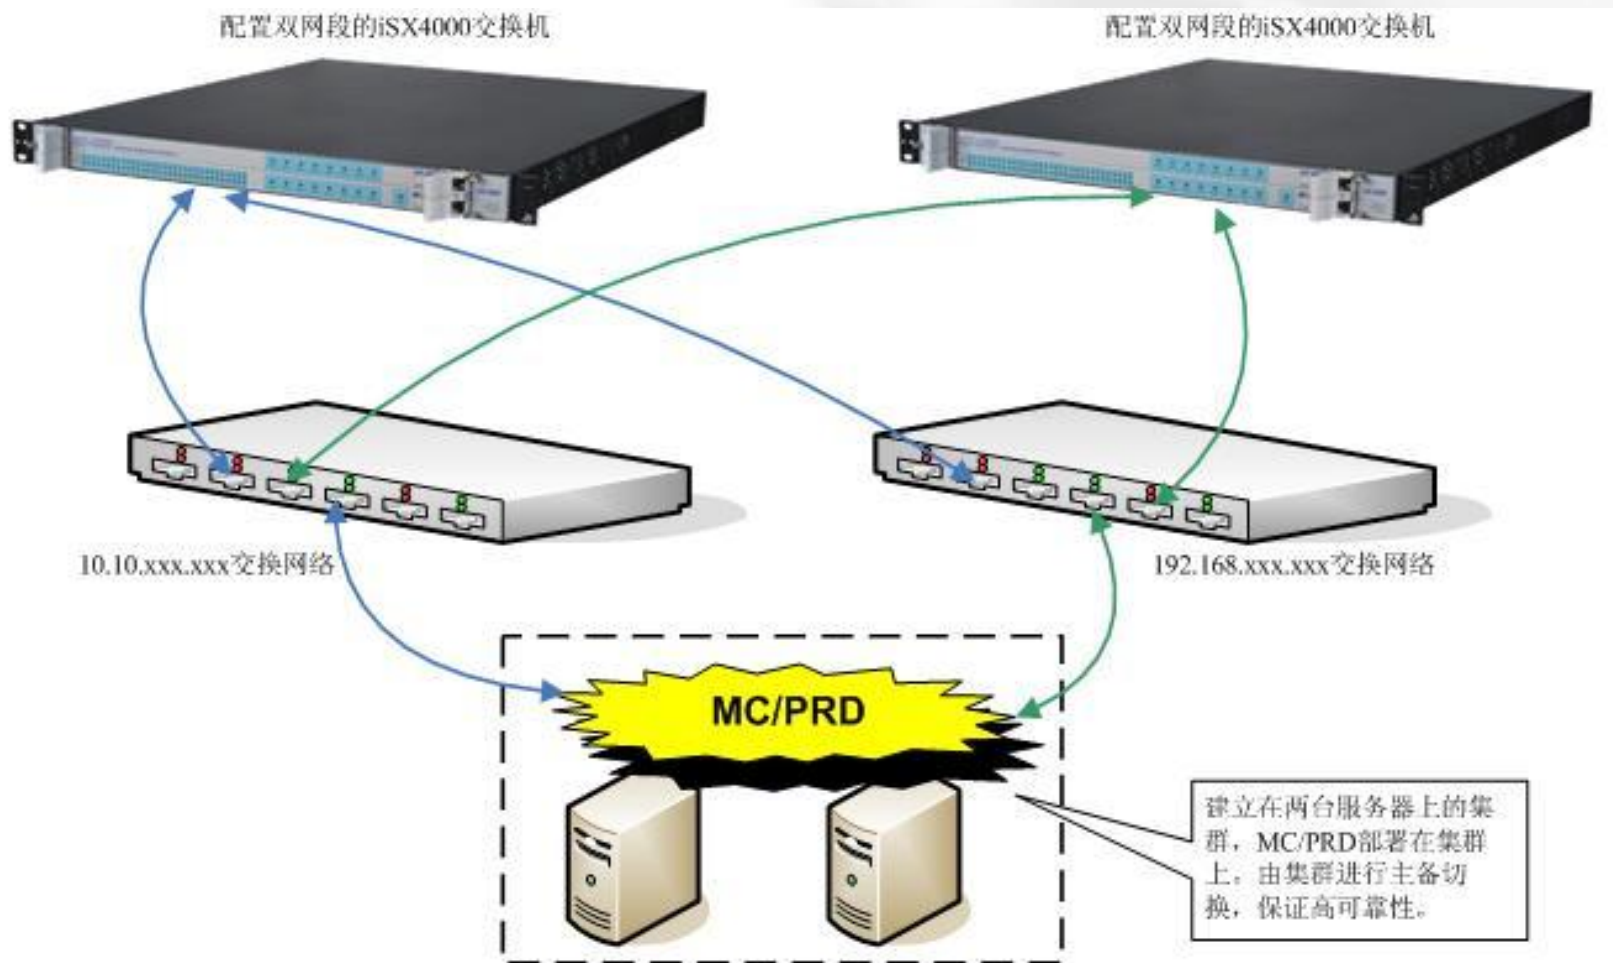 配置双网段的iSX4000交换机
配置双网段的iSX4000交换机
10.10.xxx.xxx交换网络
192.168.xxx.xxx交换网络
MC/PRD
建立在两台服务器上的集
群，MC/PRD部署在集群
上。由集群进行主备切
换，保证高可靠性。